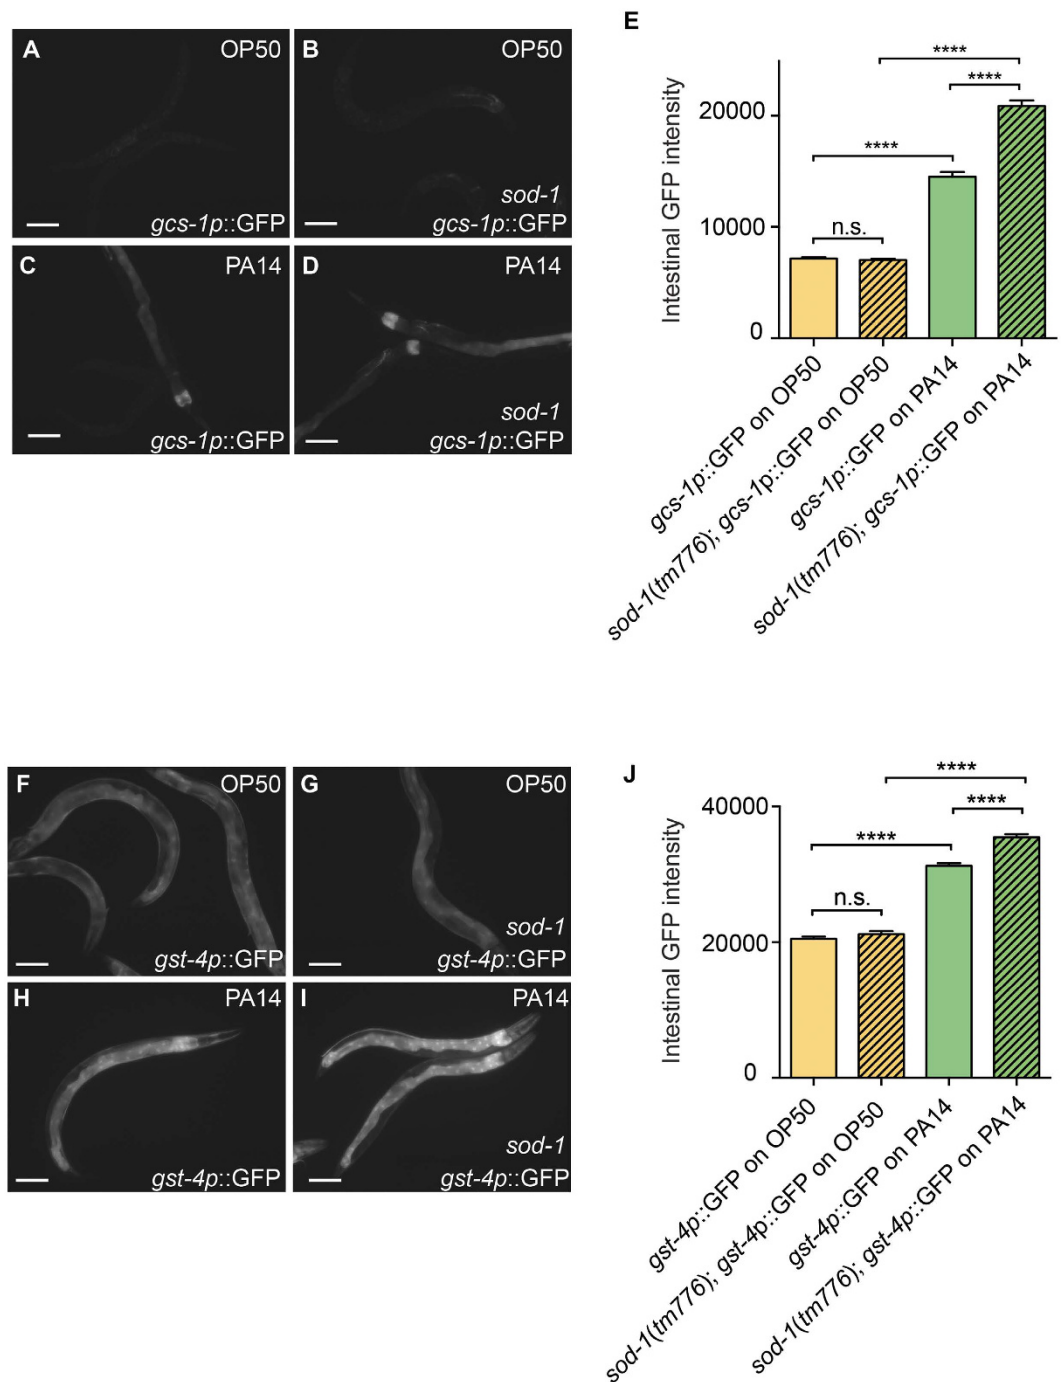 A
OP50
B
OP50
sod-1
gcs-1p::GFP
gcs-1p::GFP
C
PA14
D
PA14
sod-1
gcs-1p::GFP
gcs-1p::GFP
E
Intestinal GFP intensity
20000
10000
0
****
****
****
n.s.
gcs-1p::GFP on OP50
sod-1(tm776); gcs-1p::GFP on OP50
gcs-1p::GFP on PA14
sod-1(tm776); gcs-1p::GFP on PA14
F
OP50
G
OP50
sod-1
gst-4p::GFP
gst-4p::GFP
H
PA14
I
PA14
sod-1
gst-4p::GFP
gst-4p::GFP
J
Intestinal GFP intensity
40000
20000
0
****
****
****
n.s.
gst-4p::GFP on OP50
sod-1(tm776); gst-4p::GFP on OP50
gst-4p::GFP on PA14
sod-1(tm776); gst-4p::GFP on PA14